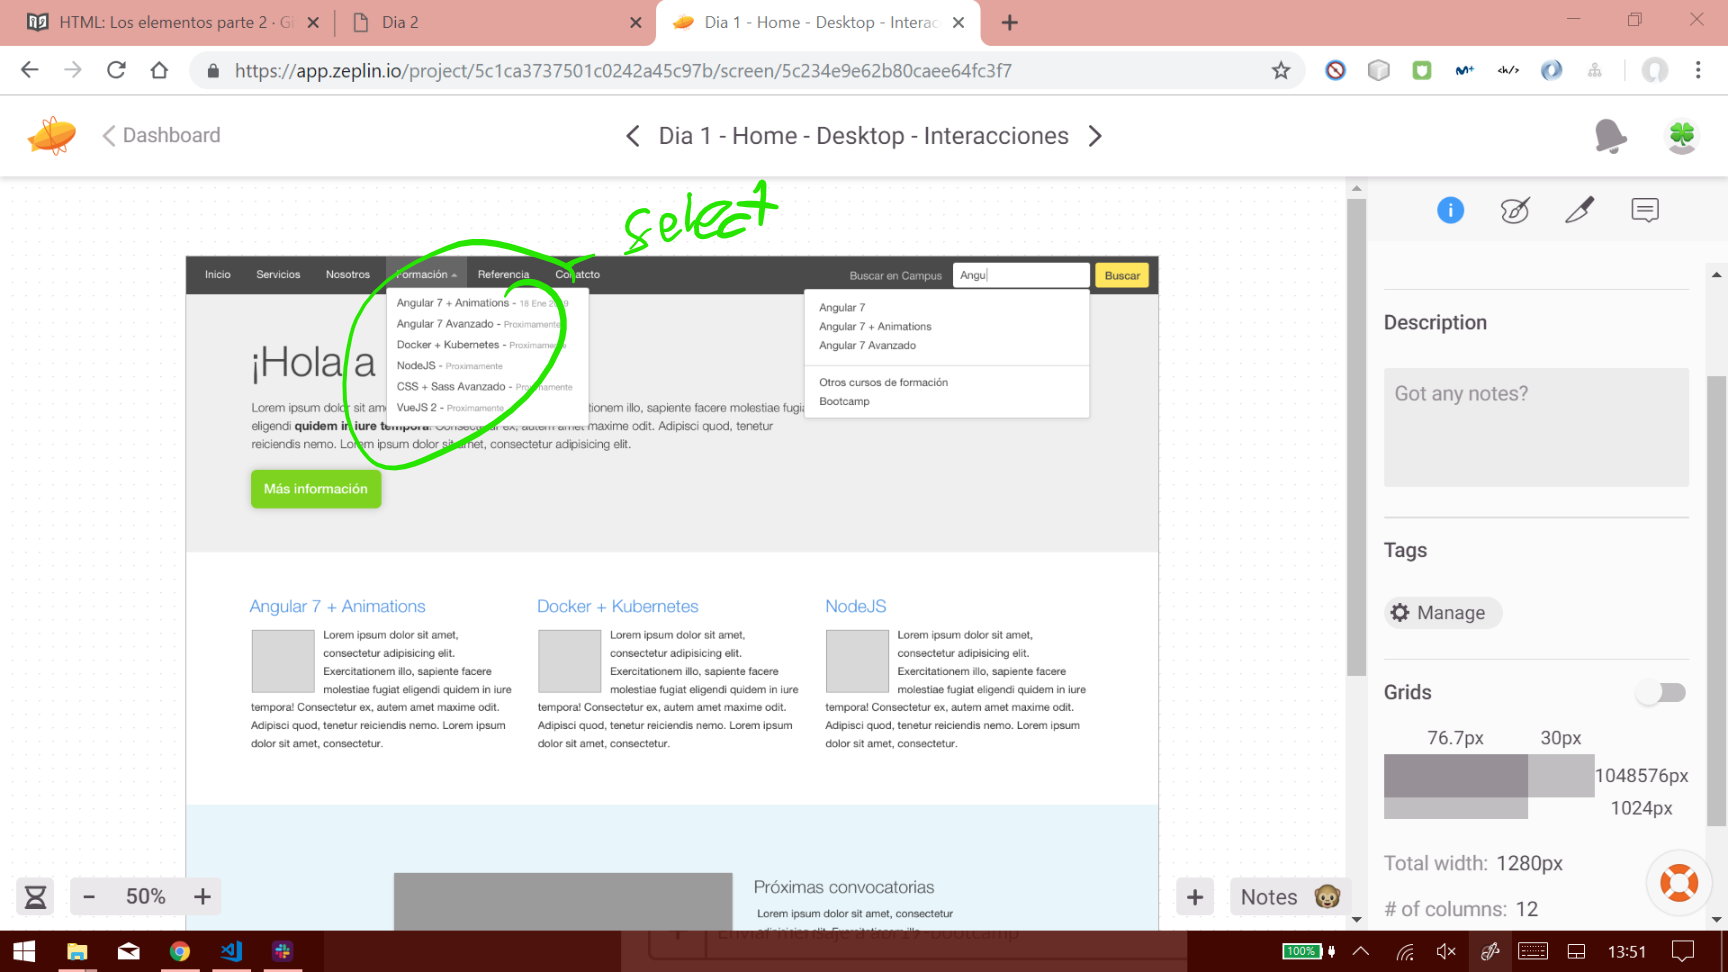 HTML: Los elementos parte 2 · Gi
Dia 2
Dia 1 - Home - Desktop - Interac
https://app.zeplin.io/project/5c1ca3737501c0242a45c97b/screen/5c234e9e62b80caee64fc3f7
Dashboard
Dia 1 - Home - Desktop - Interacciones
select
Inicio Servicios Nosotros Formación Referencia Contatcto
Buscar en Campus Angu Buscar
Angular 7 + Animations - 18 Ene 2019
Angular 7 Avanzado - Proximamente
Docker + Kubernetes - Proximamente
NodeJS - Proximamente
CSS + Sass Avanzado - Proximamente
VueJS 2 - Proximamente
Angular 7
Angular 7 + Animations
Angular 7 Avanzado
Otros cursos de formación
Bootcamp
¡Hola a
Lorem ipsum dolor sit am itationem illo, sapiente facere molestiae fugia
eligendi quidem in iure tempora! Consectetur ex, autem amet maxime odit. Adipisci quod, tenetur
reiciendis nemo. Lorem ipsum dolor sit amet, consectetur adipisicing elit.
Más información
Angular 7 + Animations
Lorem ipsum dolor sit amet,
consectetur adipisicing elit.
Exercitationem illo, sapiente facere
molestiae fugiat eligendi quidem in iure
tempora! Consectetur ex, autem amet maxime odit.
Adipisci quod, tenetur reiciendis nemo. Lorem ipsum
dolor sit amet, consectetur.
Docker + Kubernetes
Lorem ipsum dolor sit amet,
consectetur adipisicing elit.
Exercitationem illo, sapiente facere
molestiae fugiat eligendi quidem in iure
tempora! Consectetur ex, autem amet maxime odit.
Adipisci quod, tenetur reiciendis nemo. Lorem ipsum
dolor sit amet, consectetur.
NodeJS
Lorem ipsum dolor sit amet,
consectetur adipisicing elit.
Exercitationem illo, sapiente facere
molestiae fugiat eligendi quidem in iure
tempora! Consectetur ex, autem amet maxime odit.
Adipisci quod, tenetur reiciendis nemo. Lorem ipsum
dolor sit amet, consectetur.
Próximas convocatorias
Lorem ipsum dolor sit amet, consectetur
50%
Notes
Description
Got any notes?
Tags
Manage
Grids
76.7px 30px
1048576px
1024px
Total width: 1280px
# of columns: 12
100%
13:51